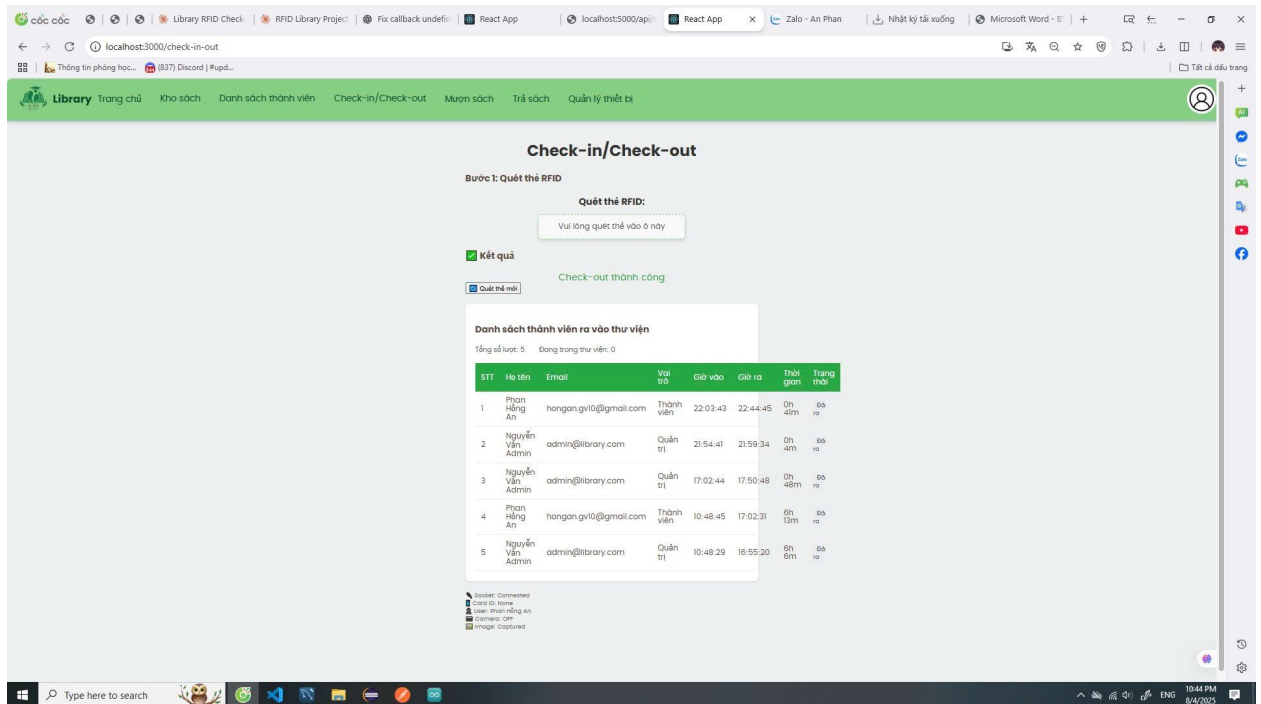 cốc cốc
Library RFID Check-
RFID Library Project
Fix callback undefin
React App
localhost:5000/api/
React App
Zalo - An Phan
Nhật ký tải xuống
Microsoft Word - B
localhost:3000/check-in-out
Thông tin phòng học...
(837) Discord | #upd...
Tất cả dấu trang
Library Trang chủ Kho sách Danh sách thành viên Check-in/Check-out Mượn sách Trả sách Quản lý thiết bị
Check-in/Check-out
Bước 1: Quét thẻ RFID
Quét thẻ RFID:
Vui lòng quét thẻ vào ô này
Kết quả
Check-out thành công
Quét thẻ mới
Danh sách thành viên ra vào thư viện
Tổng số lượt: 5 Đang trong thư viện: 0
STT Họ tên Email Vai trò Giờ vào Giờ ra Thời gian Trạng thái
1 Phan Hồng An hongan.gv10@gmail.com Thành viên 22:03:43 22:44:45 0h 41m Đã ra
2 Nguyễn Văn Admin admin@library.com Quản trị 21:54:41 21:59:34 0h 4m Đã ra
3 Nguyễn Văn Admin admin@library.com Quản trị 17:02:44 17:50:48 0h 48m Đã ra
4 Phan Hồng An hongan.gv10@gmail.com Thành viên 10:48:45 17:02:31 6h 13m Đã ra
5 Nguyễn Văn Admin admin@library.com Quản trị 10:48:29 16:55:20 6h 6m Đã ra
Socket: Connected
Card ID: None
User: Phan Hồng An
Camera: OFF
Image: Captured
Type here to search
ENG
10:44 PM
8/4/2025